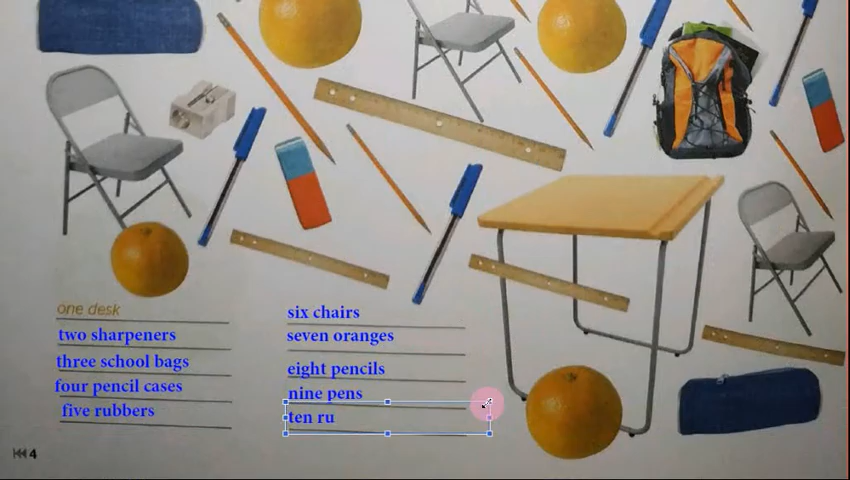 one desk
two sharpeners
three school bags
four pencil cases
five rubbers
six chairs
seven oranges
eight pencils
nine pens
ten ru
4